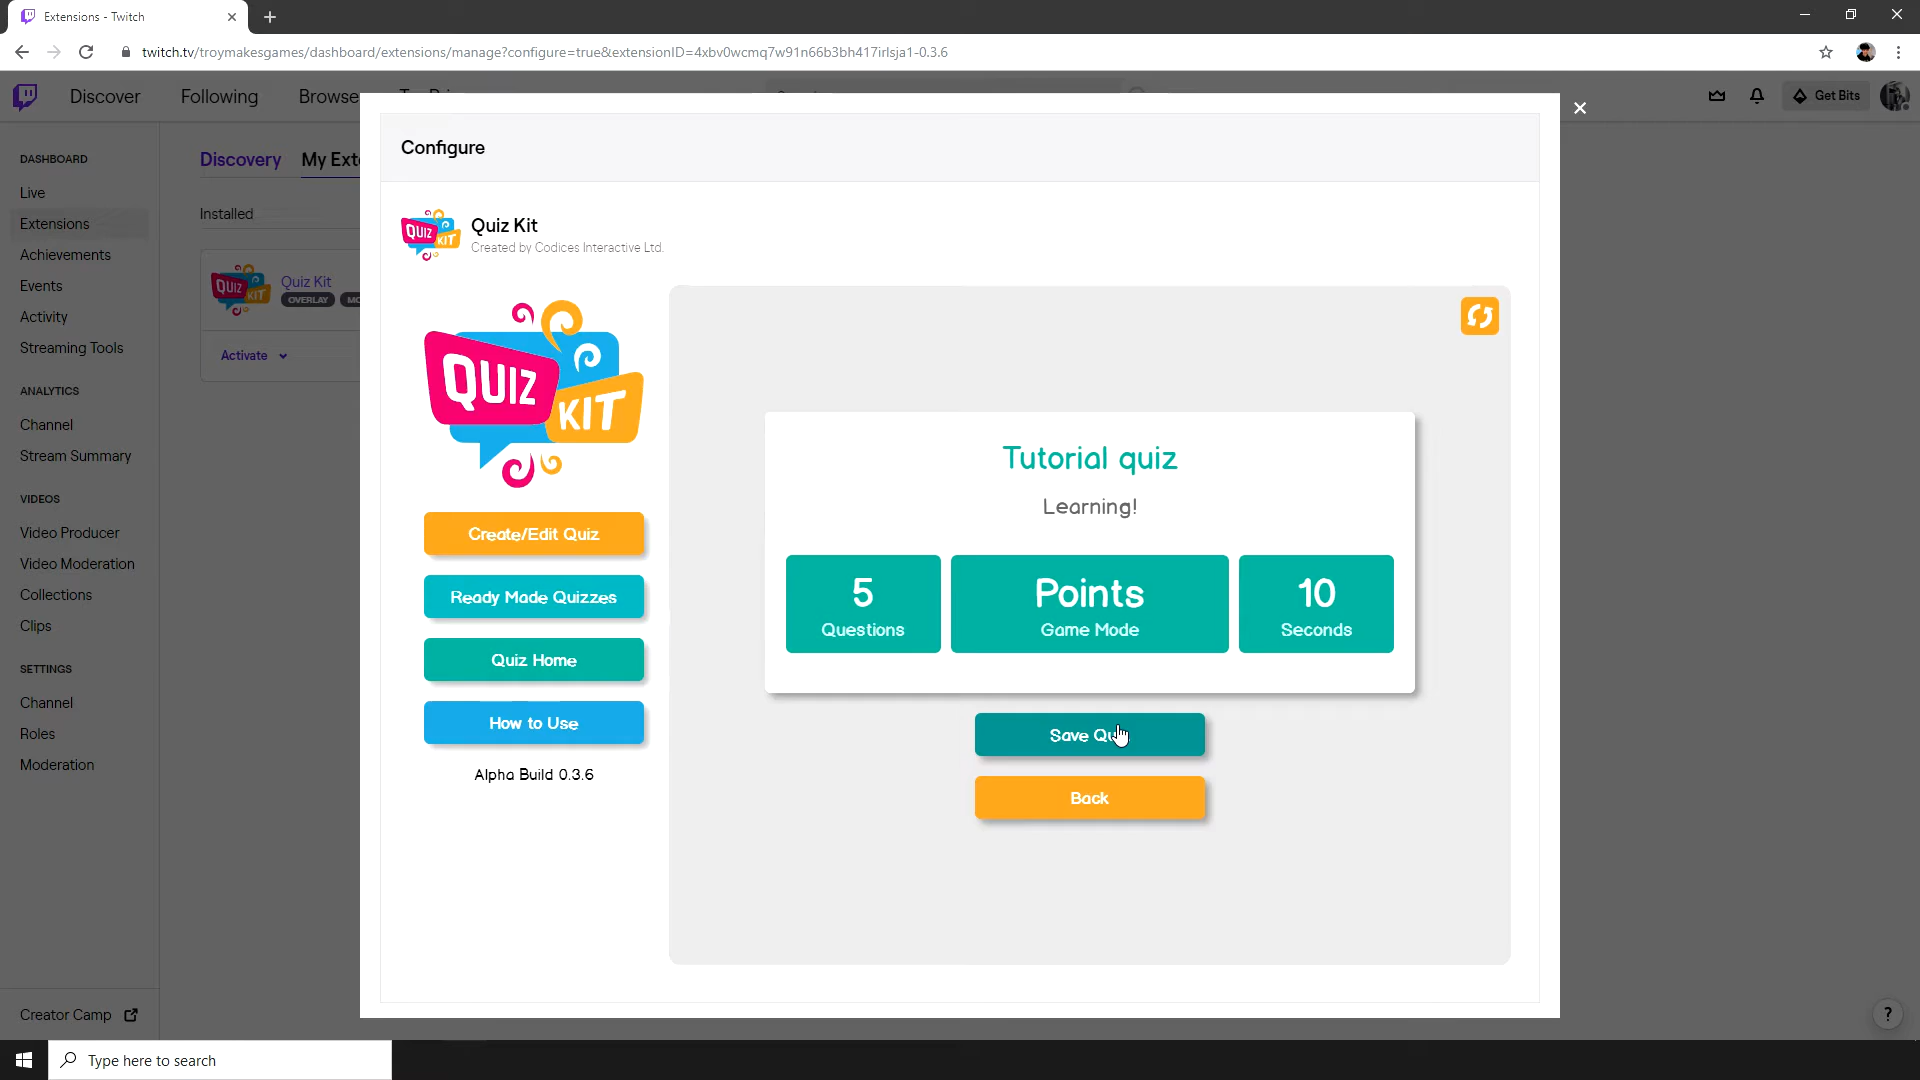 Extensions - Twitch
twitch.tv/troymakesgames/dashboard/extensions/manage?configure=true&extensionID=4xbv0wcmq7w91n66b3bh417irlsja1-0.3.6
Discover
Following
Browse
Get Bits
DASHBOARD
Live
Extensions
Achievements
Events
Activity
Streaming Tools
ANALYTICS
Channel
Stream Summary
VIDEOS
Video Producer
Video Moderation
Collections
Clips
SETTINGS
Channel
Roles
Moderation
Creator Camp
Discovery
My Ext
Installed
QUIZ KIT
Quiz Kit
OVERLAY
MO
Activate
Configure
QUIZ KIT
Quiz Kit
Created by Codices Interactive Ltd.
QUIZ
KIT
Create/Edit Quiz
Ready Made Quizzes
Quiz Home
How to Use
Alpha Build 0.3.6
Tutorial quiz
Learning!
5
Questions
Points
Game Mode
10
Seconds
Save Qu
Back
?
Type here to search